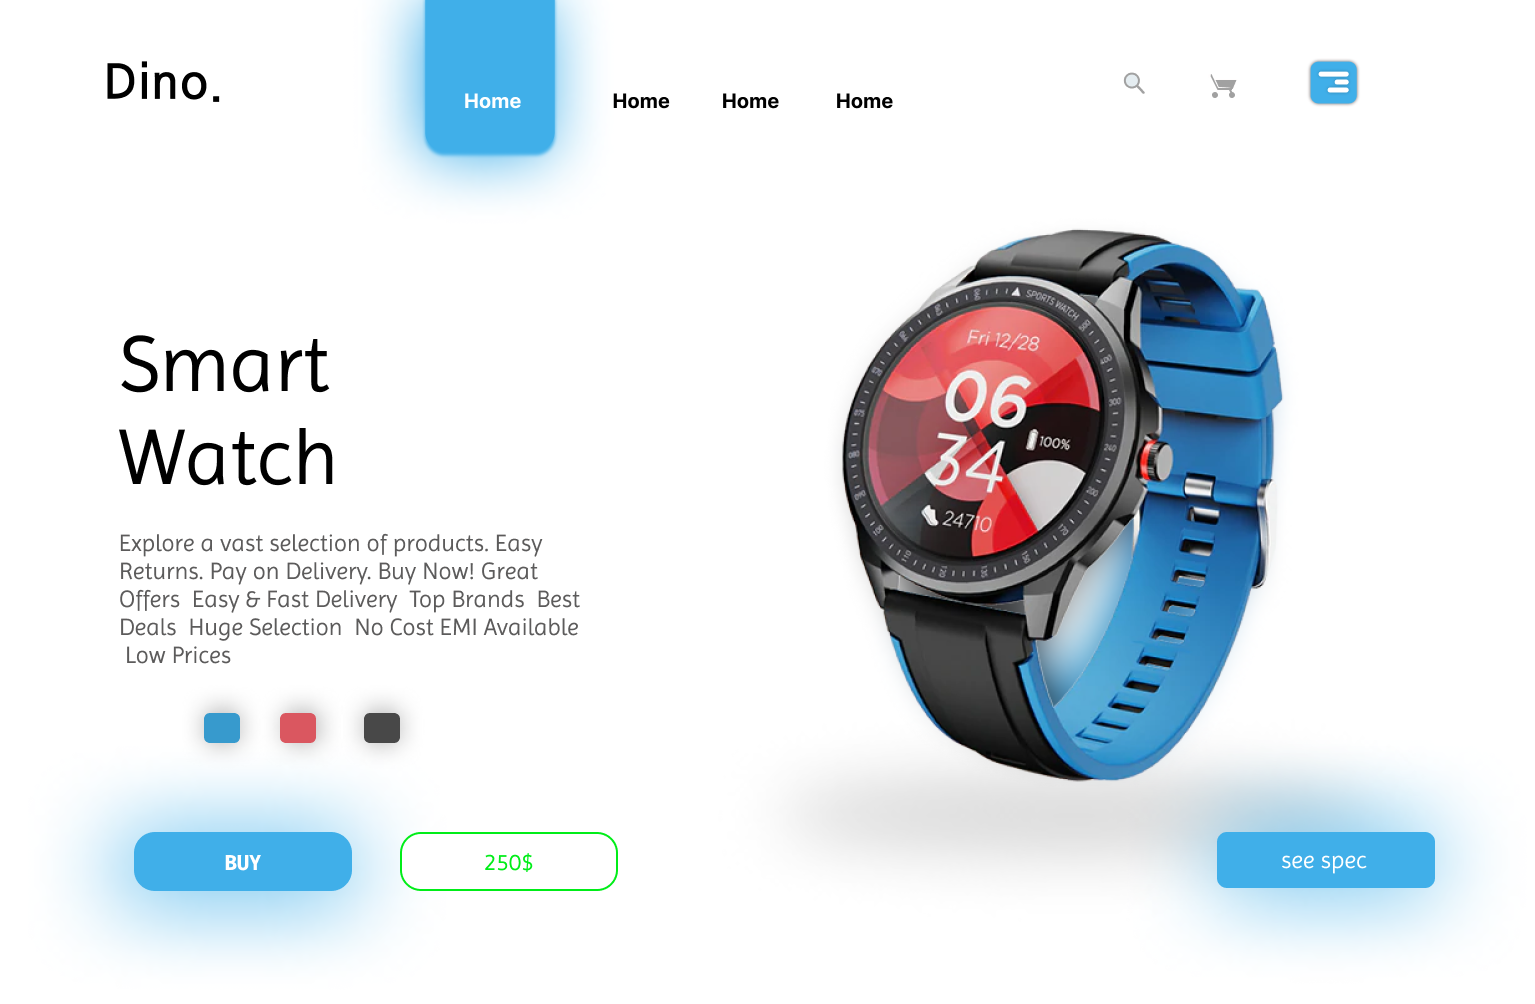 Dino.
Home
Home
Home
Home
SPORTS WATCH
Fri 12/28
06
34
100%
24710
Smart
Watch
Explore a vast selection of products. Easy
Returns. Pay on Delivery. Buy Now! Great
Offers  Easy & Fast Delivery  Top Brands  Best
Deals  Huge Selection  No Cost EMI Available
Low Prices
BUY
250$
see spec